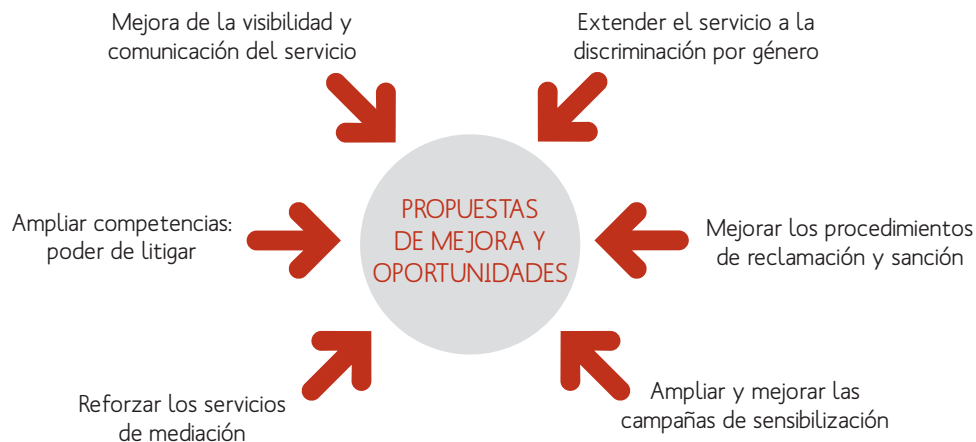 Mejora de la visibilidad y
comunicación del servicio
Extender el servicio a la
discriminación por género
Ampliar competencias:
poder de litigar
PROPUESTAS
DE MEJORA Y
OPORTUNIDADES
Mejorar los procedimientos
de reclamación y sanción
Reforzar los servicios
de mediación
Ampliar y mejorar las
campañas de sensibilización